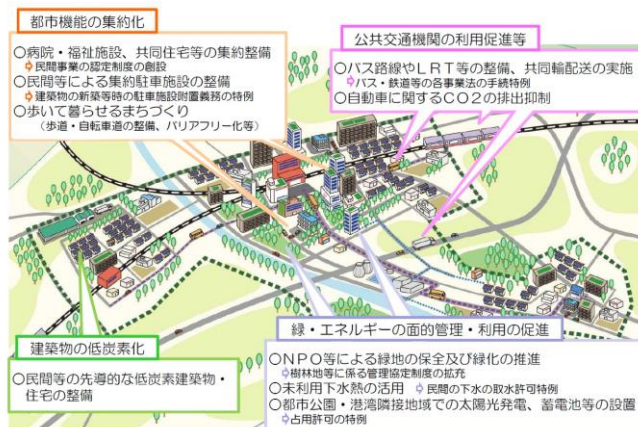 都市機能の集約化
○病院・福祉施設、共同住宅等の集約整備
⇨民間事業の認定制度の創設
○民間等による集約駐車施設の整備
⇨建築物の新築等時の駐車施設附置義務の特例
○歩いて暮らせるまちづくり
（歩道・自転車道の整備、バリアフリー化等）
公共交通機関の利用促進等
○バス路線やLRT等の整備、共同輸配送の実施
⇨バス・鉄道等の各事業法の手続特例
○自動車に関するCO2の排出抑制
建築物の低炭素化
○民間等の先導的な低炭素建築物・
住宅の整備
緑・エネルギーの面的管理・利用の促進
○NPO等による緑地の保全及び緑化の推進
⇨樹林地等に係る管理協定制度の拡充
○未利用下水熱の活用 ⇨民間の下水の取水許可特例
○都市公園・港湾隣接地域での太陽光発電、蓄電池等の設置
⇨占用許可の特例